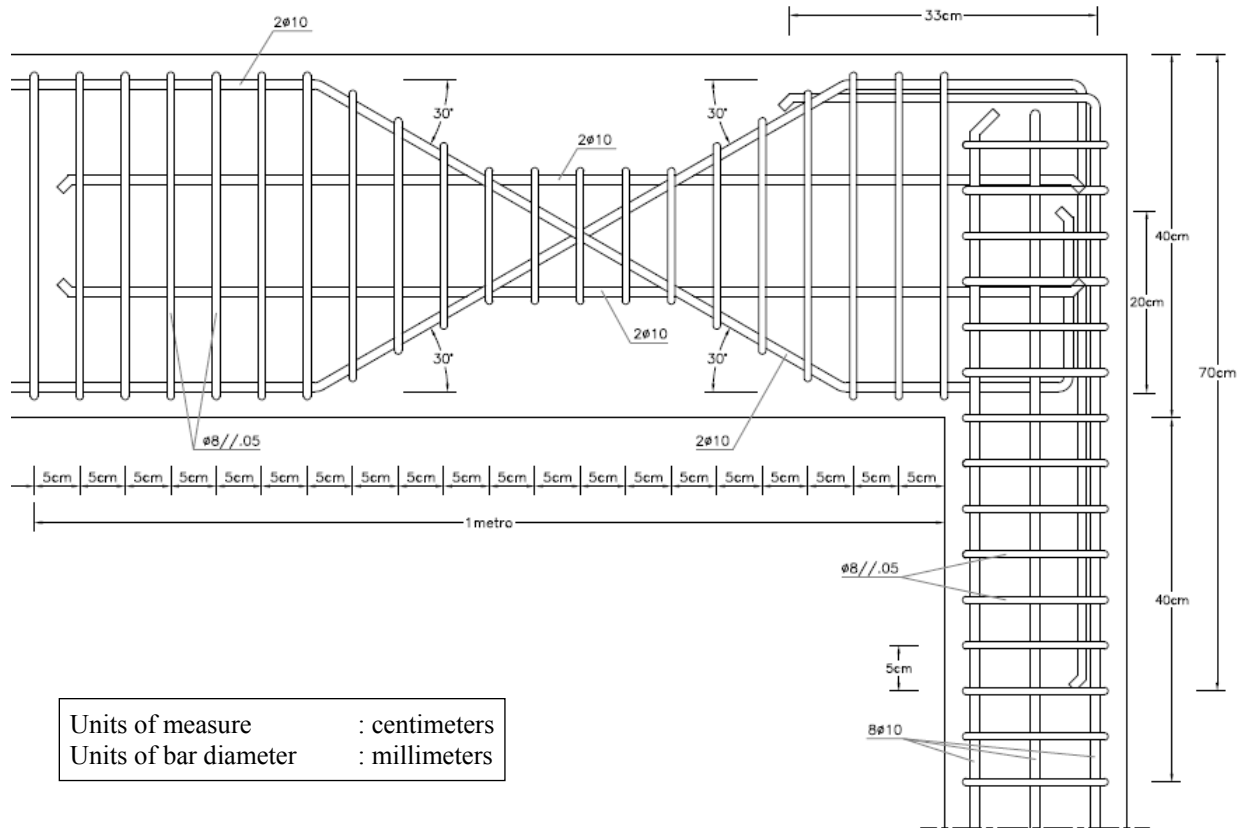 33cm
2ø10
30°
30°
2ø10
40cm
20cm
70cm
30°
2ø10
30°
ø8//.05
2ø10
5cm 5cm 5cm 5cm 5cm 5cm 5cm 5cm 5cm 5cm 5cm 5cm 5cm 5cm 5cm 5cm 5cm 5cm 5cm 5cm
1metro
ø8//.05
40cm
5cm
8ø10
Units of measure : centimeters
Units of bar diameter : millimeters